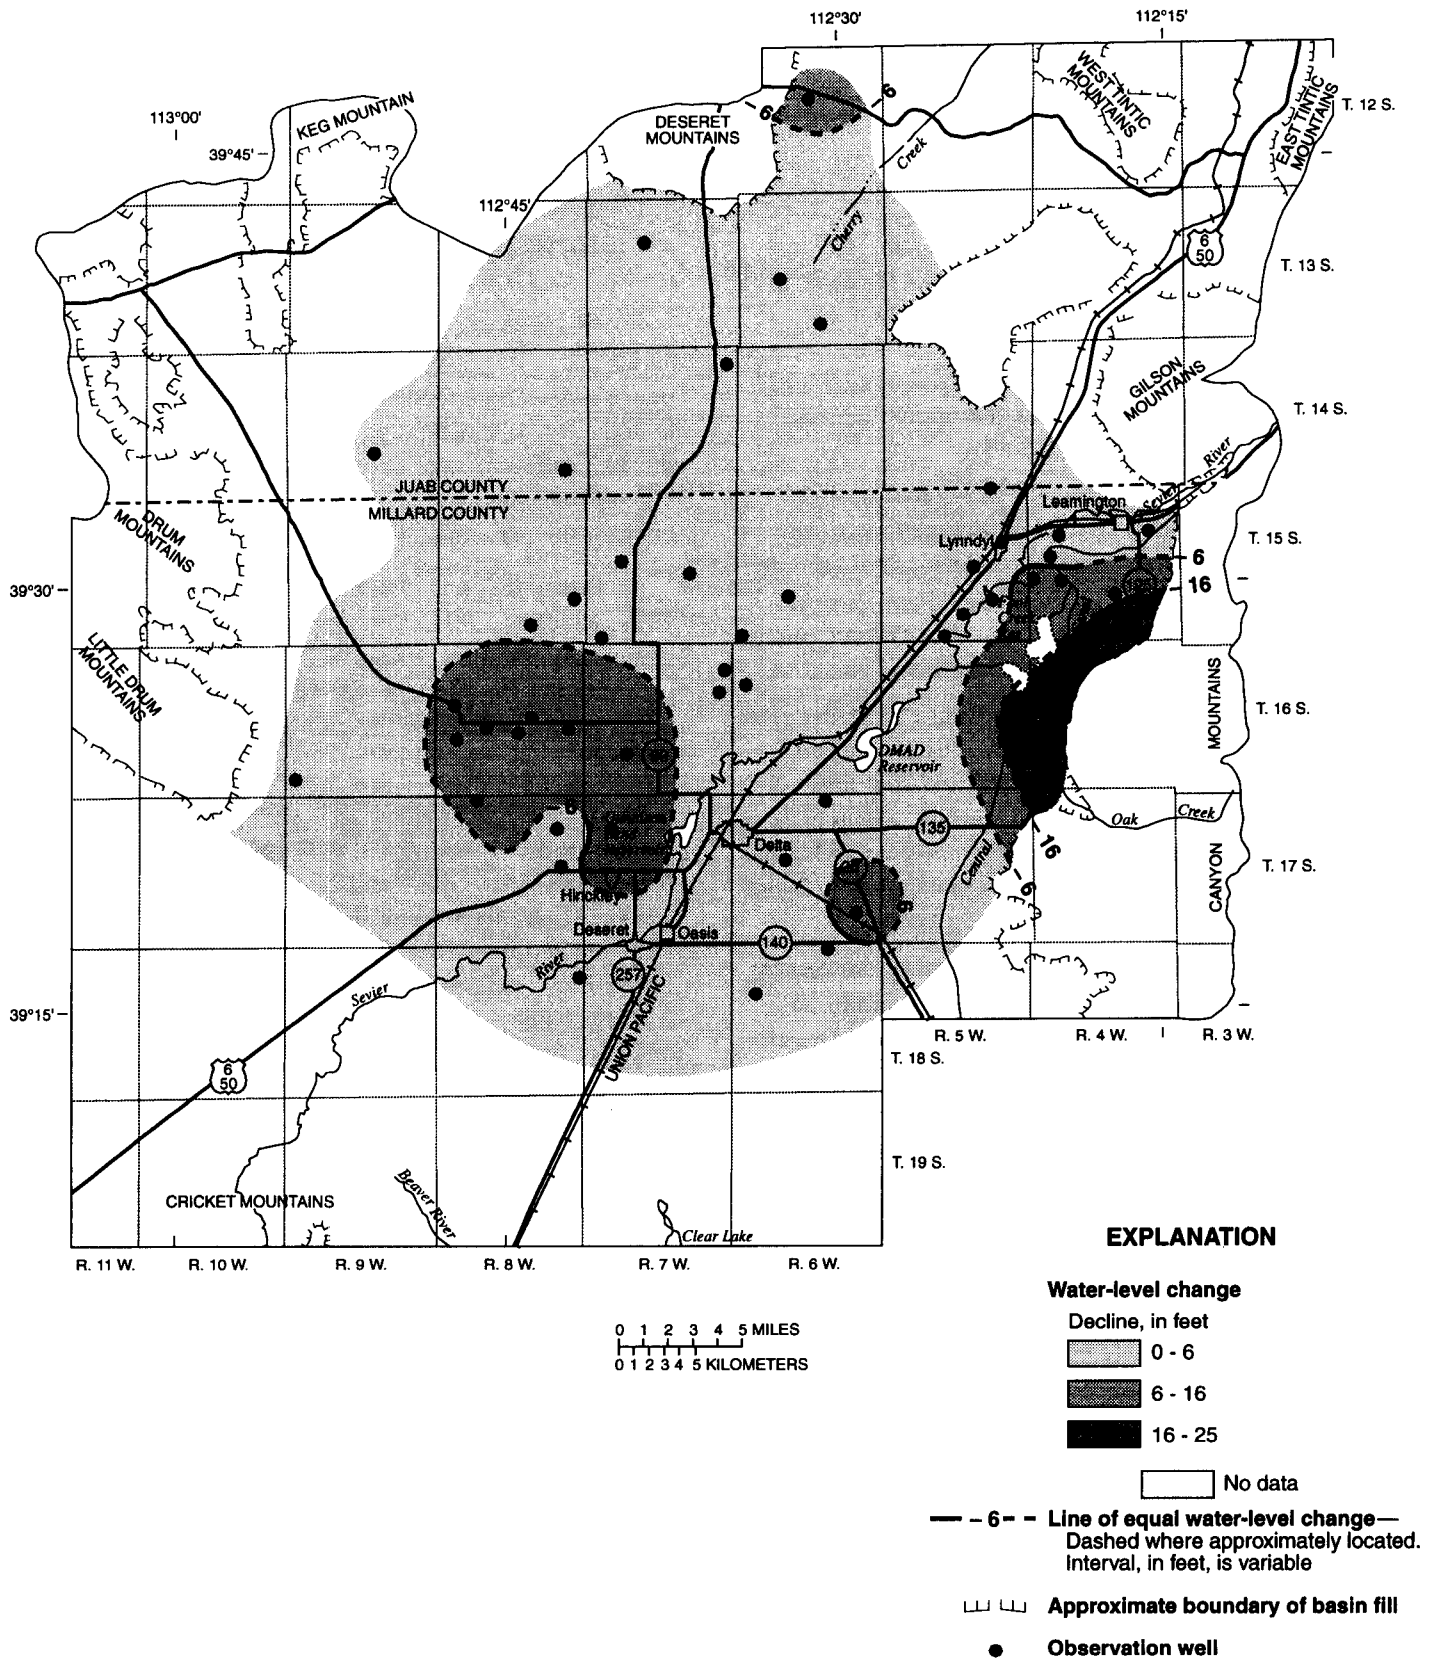 112°30'
112°15'
113°00'
KEG MOUNTAIN
39°45'
DESERET
MOUNTAINS
6
6
WEST TINTIC
MOUNTAINS
EAST TINTIC
MOUNTAINS
T. 12 S.
Creek
Cherry
112°45'
6
50
T. 13 S.
GILSON
MOUNTAINS
T. 14 S.
River
Sevier
JUAB COUNTY
MILLARD COUNTY
Leamington
Lynndyl
T. 15 S.
6
16
DRUM
MOUNTAINS
39°30'
LITTLE DRUM
MOUNTAINS
MOUNTAINS
T. 16 S.
DMAD
Reservoir
6
Oak
Creek
135
Delta
16
Central
6
CANYON
T. 17 S.
6
Hinckley
Deseret
Oasis
140
River
257
Sevier
UNION PACIFIC
39°15'
R. 5 W.
R. 4 W.
R. 3 W.
T. 18 S.
6
50
T. 19 S.
CRICKET MOUNTAINS
Beaver River
Clear Lake
R. 11 W.
R. 10 W.
R. 9 W.
R. 8 W.
R. 7 W.
R. 6 W.
0 1 2 3 4 5 MILES
0 1 2 3 4 5 KILOMETERS
EXPLANATION
Water-level change
Decline, in feet
0 - 6
6 - 16
16 - 25
No data
6
Line of equal water-level change—
Dashed where approximately located.
Interval, in feet, is variable
Approximate boundary of basin fill
Observation well